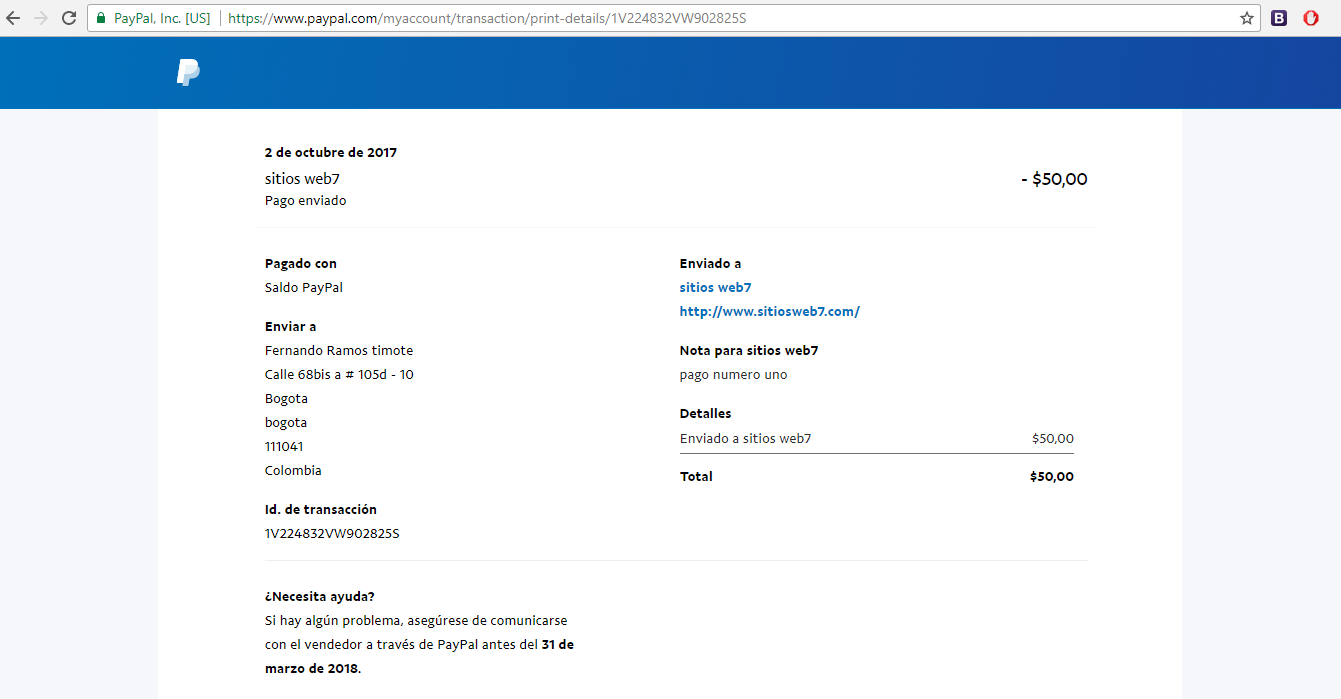 PayPal, Inc. [US]
https://www.paypal.com/myaccount/transaction/print-details/1V224832VW902825S
B
2 de octubre de 2017
sitios web7
- $50,00
Pago enviado
Pagado con
Saldo PayPal
Enviar a
Fernando Ramos timote
Calle 68bis a # 105d - 10
Bogota
bogota
111041
Colombia
Id. de transacción
1V224832VW902825S
Enviado a
sitios web7
http://www.sitiosweb7.com/
Nota para sitios web7
pago numero uno
Detalles
Enviado a sitios web7 $50,00
Total $50,00
¿Necesita ayuda?
Si hay algún problema, asegúrese de comunicarse
con el vendedor a través de PayPal antes del 31 de
marzo de 2018.